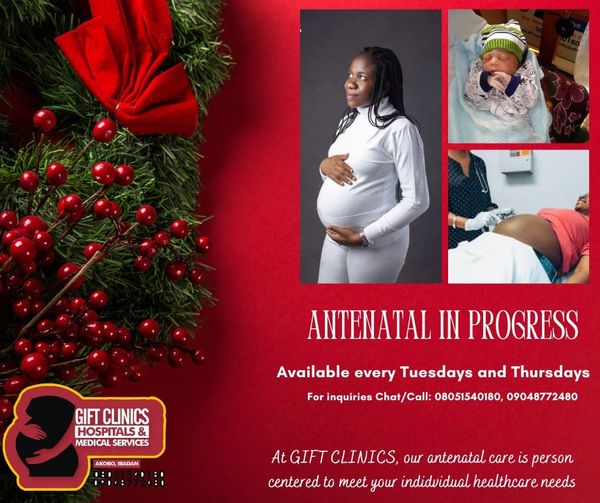 ANTENATAL IN PROGRESS
Available every Tuesdays and Thursdays
For inquiries Chat/Call: 08051540180, 09048772480
GIFT CLINICS
HOSPITALS &
MEDICAL SERVICES
AKOBO, IBADAN
At GIFT CLINICS, our antenatal care is person
centered to meet your indidvidual healthcare needs